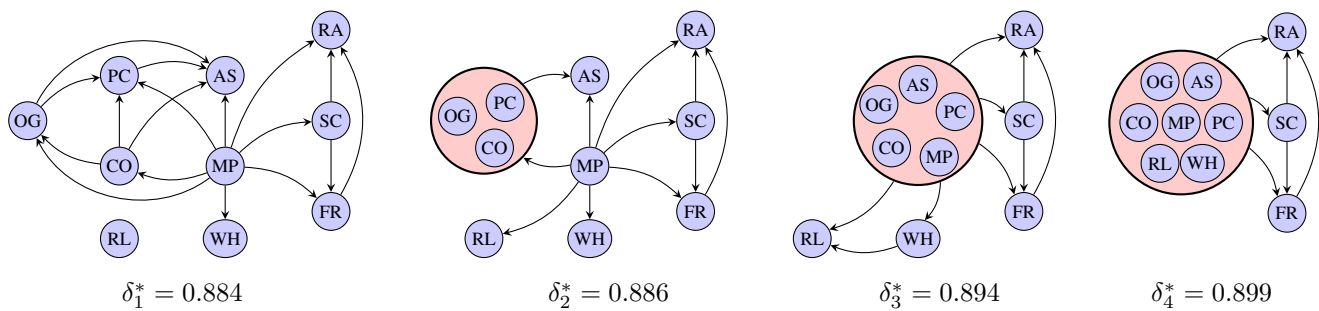 RA
PC
AS
OG
SC
CO
MP
FR
RL
WH
δ₁* = 0.884
RA
AS
PC
OG
CO
SC
MP
FR
RL
WH
δ₂* = 0.886
RA
AS
OG
PC
SC
CO
MP
FR
RL
WH
δ₃* = 0.894
RA
OG
AS
CO
MP
PC
SC
RL
WH
FR
δ₄* = 0.899